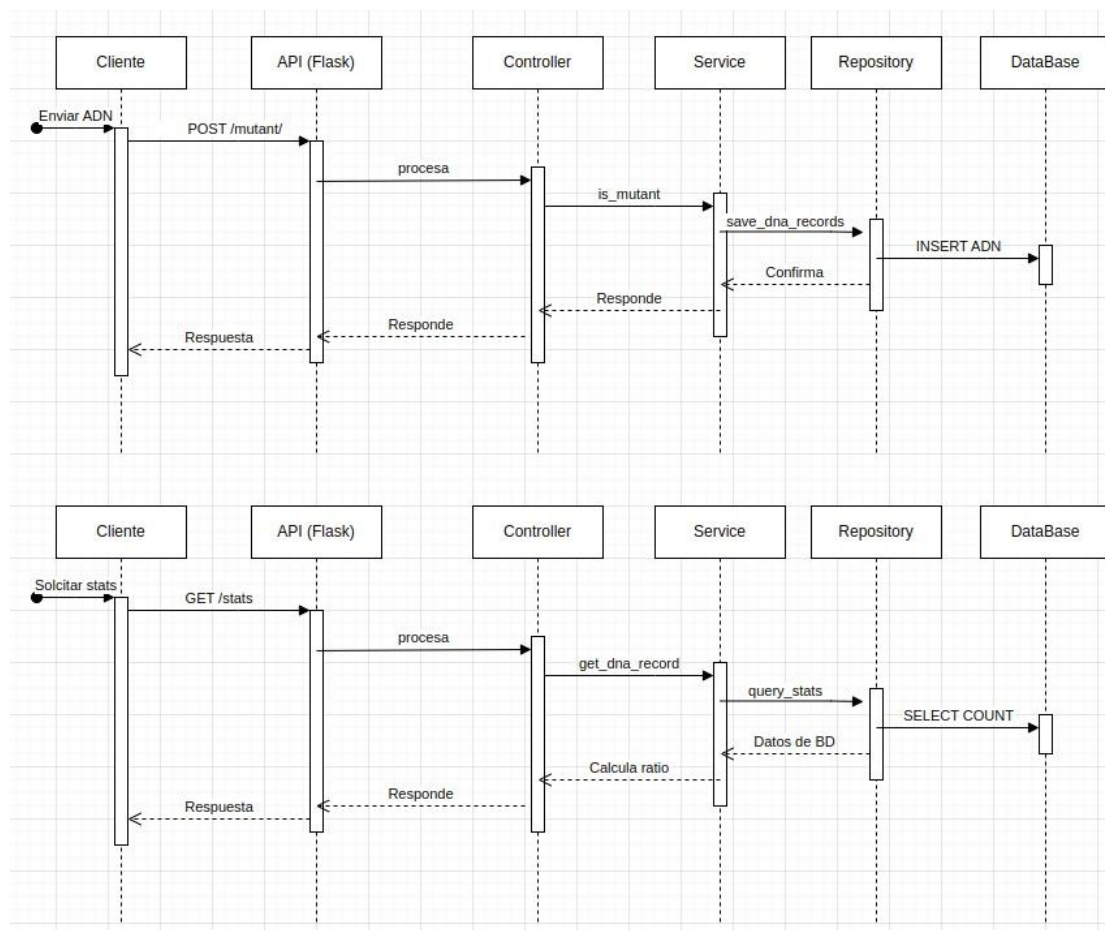 Cliente
API (Flask)
Controller
Service
Repository
DataBase
Enviar ADN
POST /mutant/
procesa
is_mutant
save_dna_records
INSERT ADN
Confirma
Responde
Responde
Respuesta
Cliente
API (Flask)
Controller
Service
Repository
DataBase
Solcitar stats
GET /stats
procesa
get_dna_record
query_stats
SELECT COUNT
Datos de BD
Calcula ratio
Responde
Respuesta